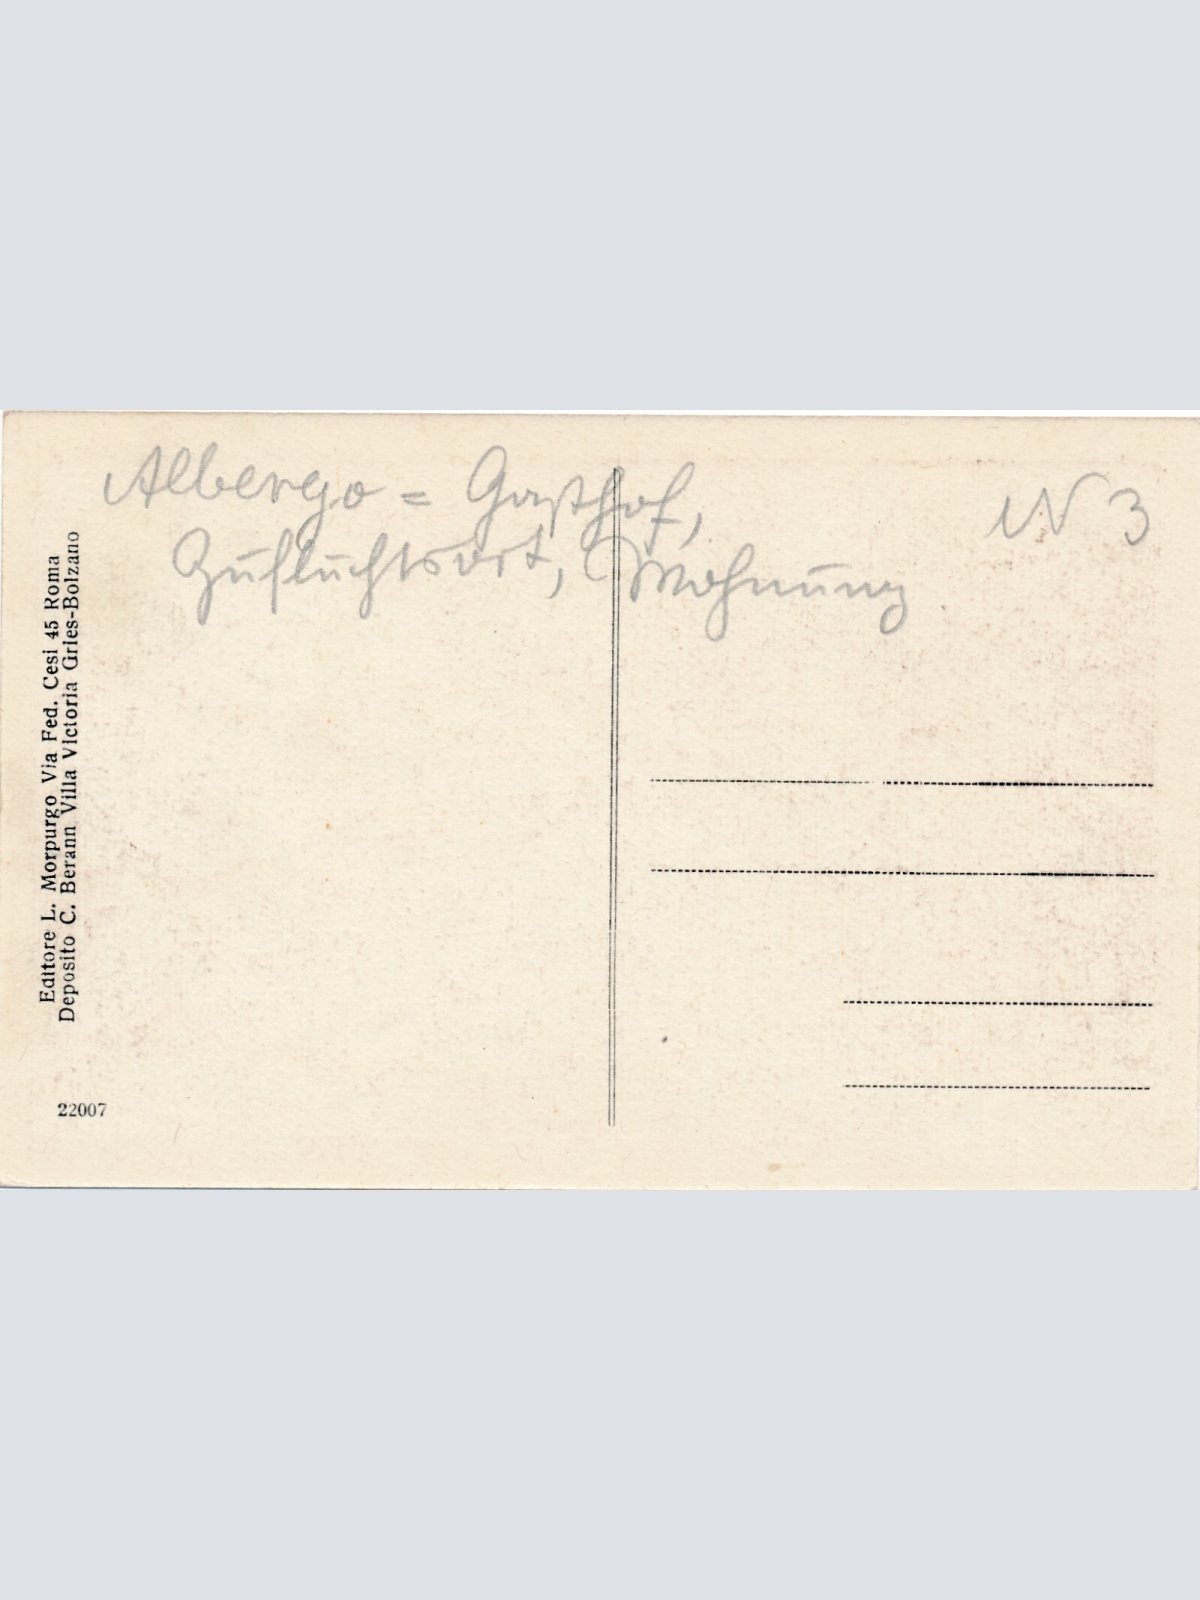 Albergo = Gasthof,
Zufluchtsort, Wohnung
N 3
Editore L. Morpurgo Via Fed. Cesi 45 Roma
Deposito C. Berann Villa Victoria Gries-Bolzano
22007